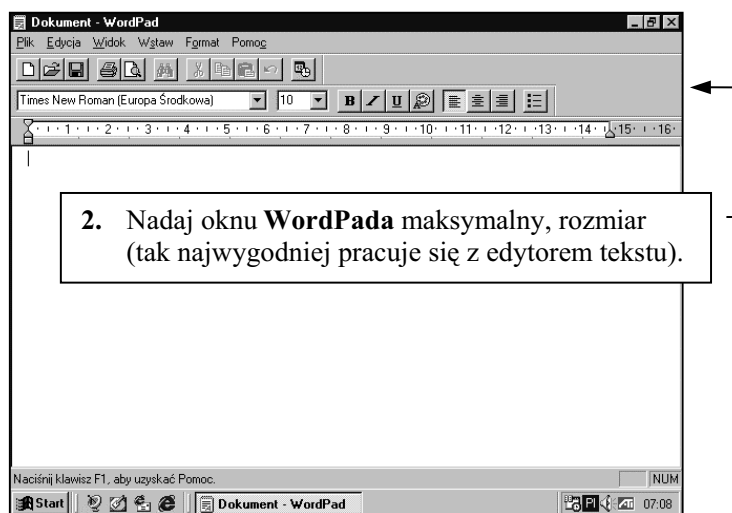 Dokument - WordPad
Plik Edycja Widok Wstaw Format Pomoc
Times New Roman (Europa Środkowa) 10 B I U
1 2 3 4 5 6 7 8 9 10 11 12 13 14 15 16
2. Nadaj oknu WordPada maksymalny, rozmiar
(tak najwygodniej pracuje się z edytorem tekstu).
Naciśnij klawisz F1, aby uzyskać Pomoc. NUM
Start Dokument - WordPad Pl 07:08